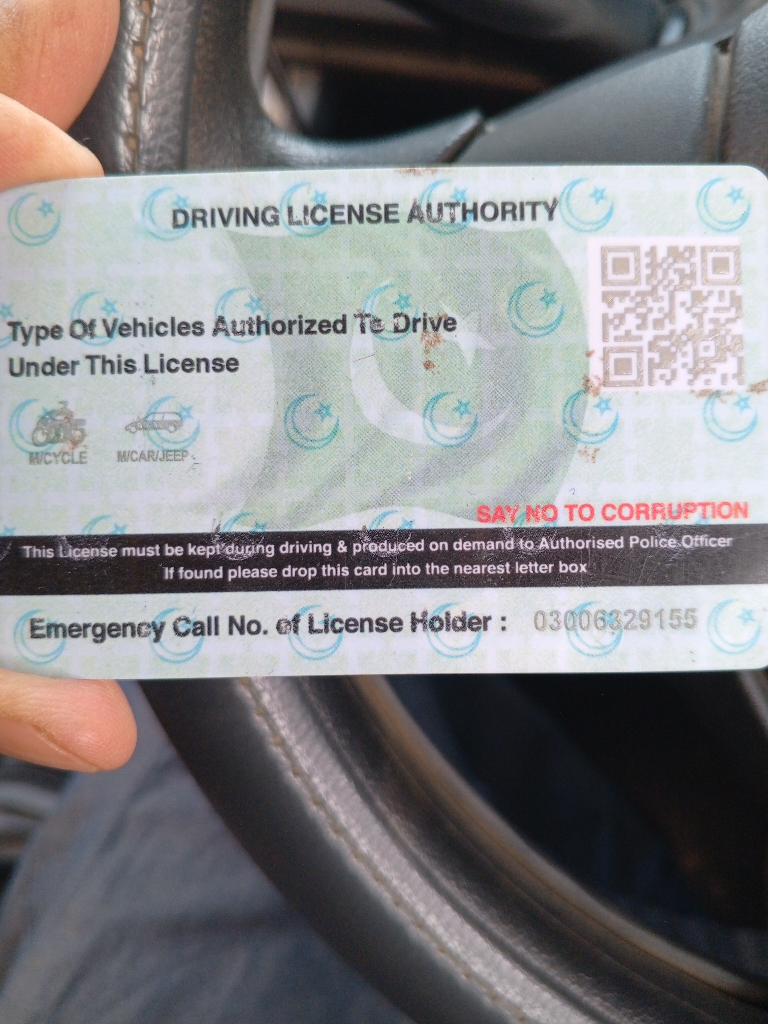 DRIVING LICENSE AUTHORITY
Type Of Vehicles Authorized To Drive
Under This License
M/CYCLE M/CAR/JEEP
SAY NO TO CORRUPTION
This License must be kept during driving & produced on demand to Authorised Police Officer
If found please drop this card into the nearest letter box
Emergency Call No. of License Holder : 03006329155